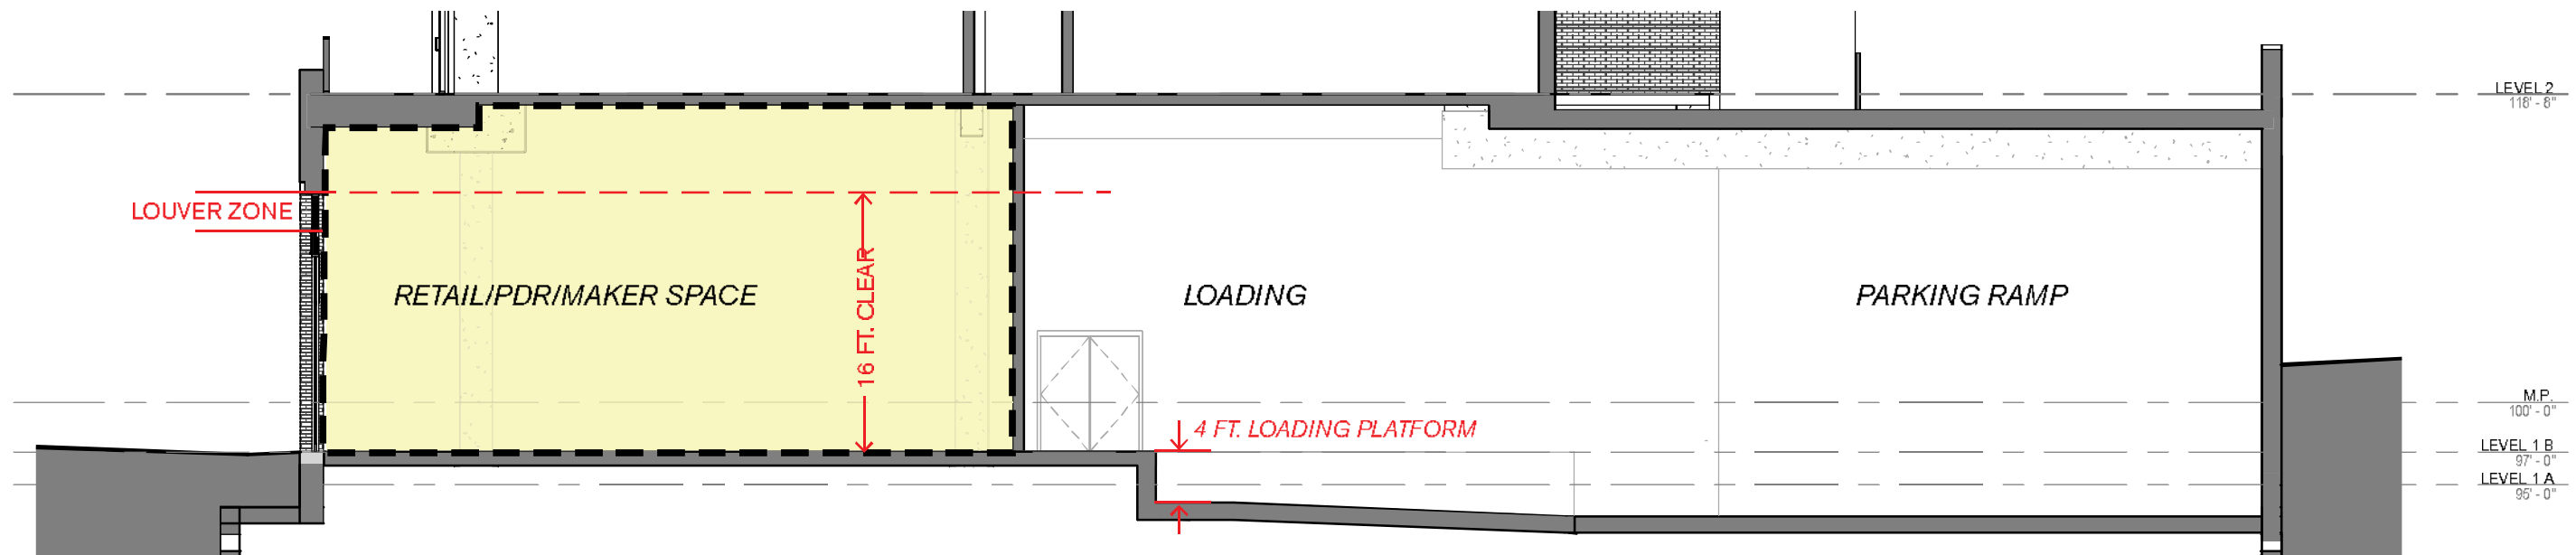 LEVEL 2
118' - 8"
LOUVER ZONE
RETAIL/PDR/MAKER SPACE
16 FT. CLEAR
LOADING
PARKING RAMP
M.P.
100' - 0"
4 FT. LOADING PLATFORM
LEVEL 1 B
97' - 0"
LEVEL 1 A
95' - 0"